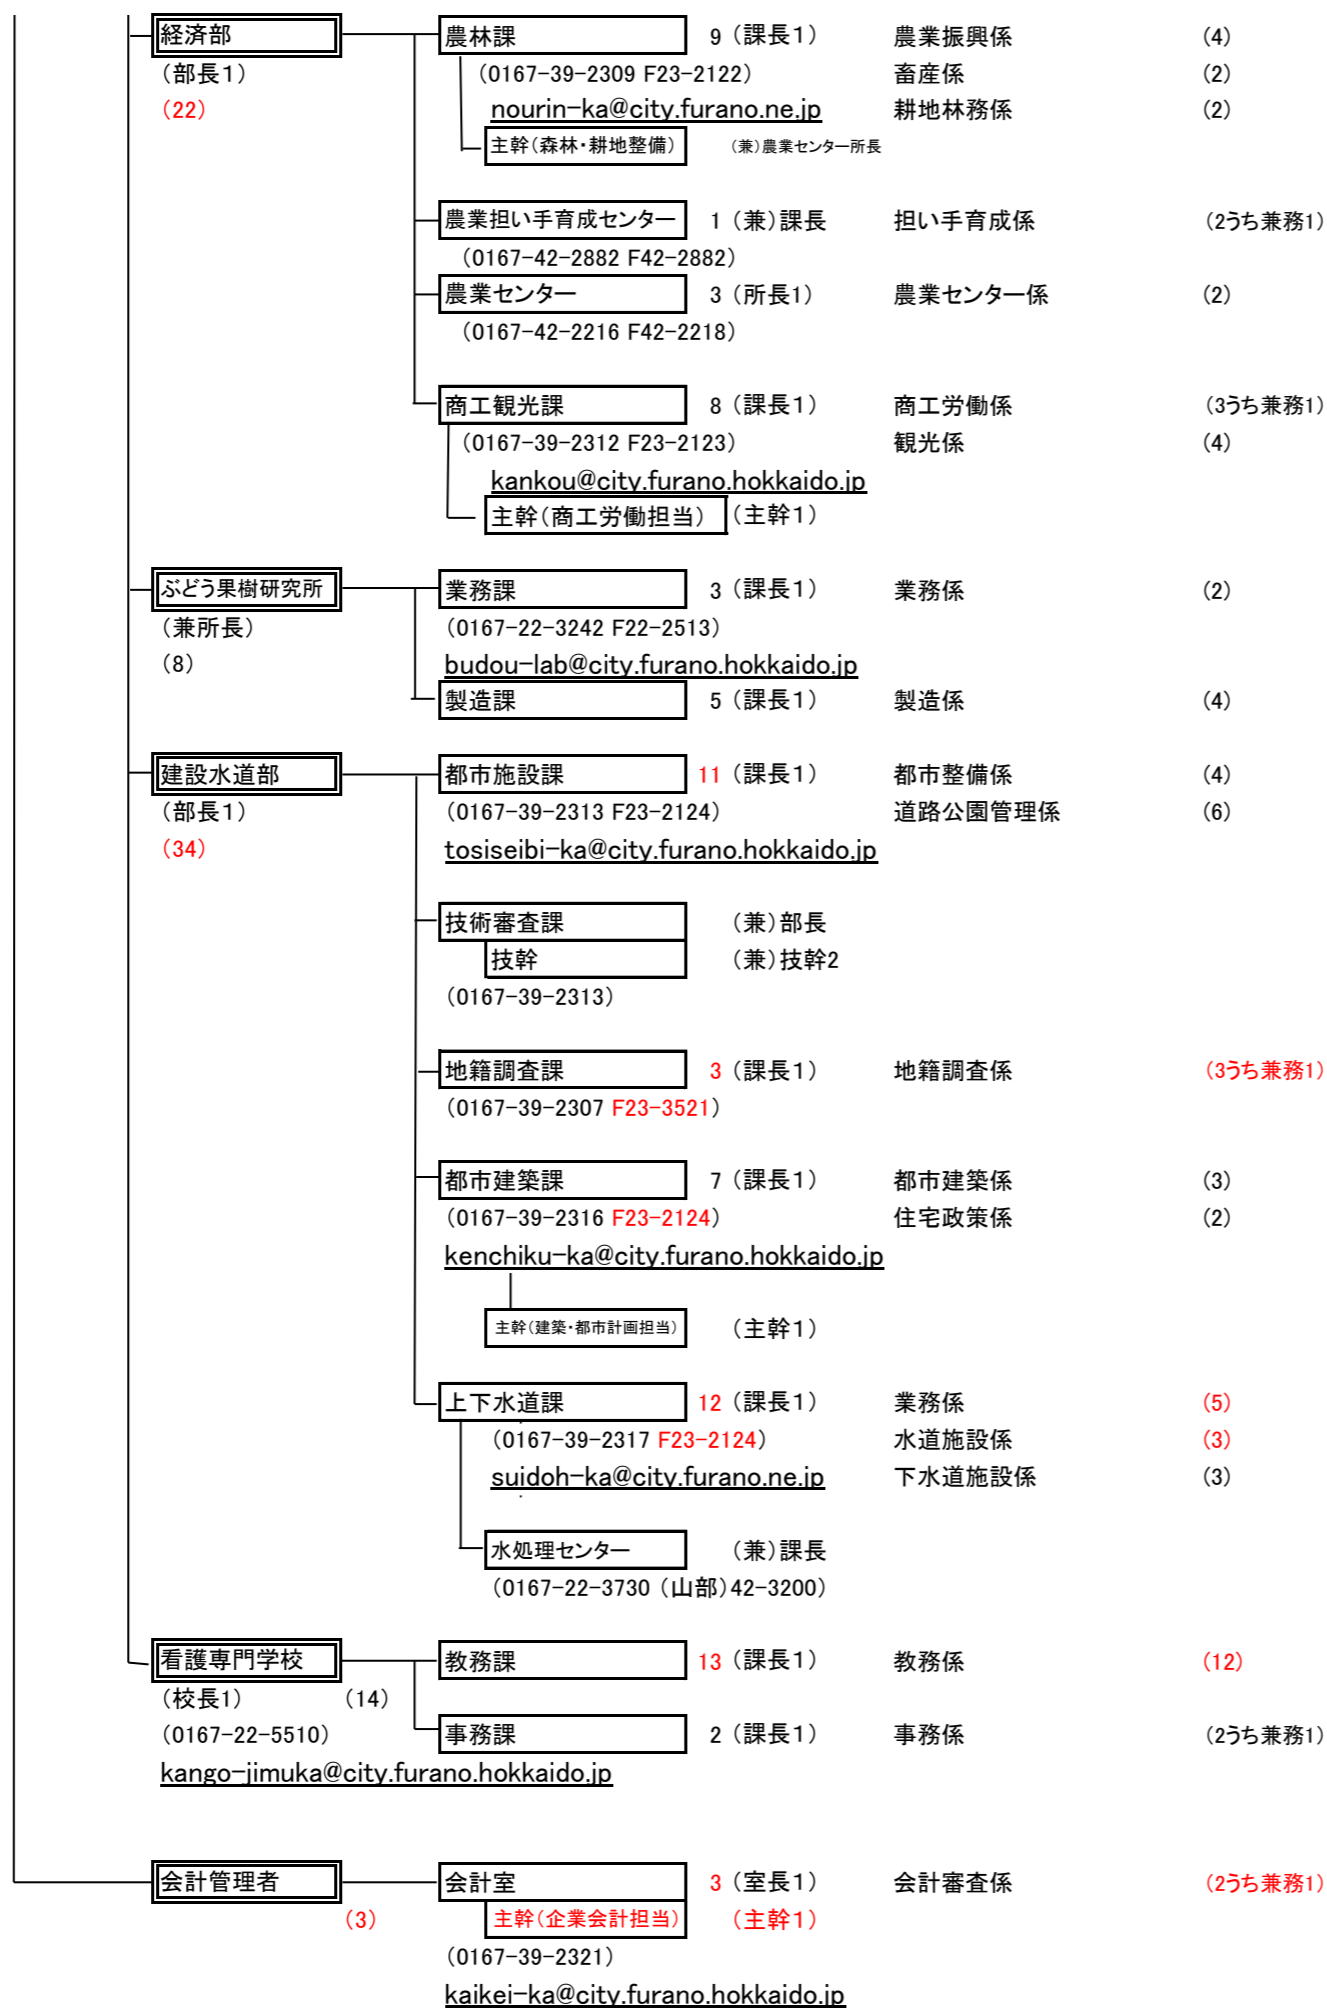 経済部 農林課 9 (課長1) 農業振興係 (4)
(部長1) (0167-39-2309 F23-2122) 畜産係 (2)
(22) nourin-ka@city.furano.ne.jp 耕地林務係 (2)
主幹(森林・耕地整備) (兼)農業センター所長
農業担い手育成センター 1 (兼)課長 担い手育成係 (2うち兼務1)
(0167-42-2882 F42-2882)
農業センター 3 (所長1) 農業センター係 (2)
(0167-42-2216 F42-2218)
商工観光課 8 (課長1) 商工労働係 (3うち兼務1)
(0167-39-2312 F23-2123) 観光係 (4)
kankou@city.furano.hokkaido.jp
主幹(商工労働担当) (主幹1)
ぶどう果樹研究所 業務課 3 (課長1) 業務係 (2)
(兼所長) (0167-22-3242 F22-2513)
(8) budou-lab@city.furano.hokkaido.jp
製造課 5 (課長1) 製造係 (4)
建設水道部 都市施設課 11 (課長1) 都市整備係 (4)
(部長1) (0167-39-2313 F23-2124) 道路公園管理係 (6)
(34) tosiseibi-ka@city.furano.hokkaido.jp
技術審査課 (兼)部長
技幹 (兼)技幹2
(0167-39-2313)
地籍調査課 3 (課長1) 地籍調査係 (3うち兼務1)
(0167-39-2307 F23-3521)
都市建築課 7 (課長1) 都市建築係 (3)
(0167-39-2316 F23-2124) 住宅政策係 (2)
kenchiku-ka@city.furano.hokkaido.jp
主幹(建築・都市計画担当) (主幹1)
上下水道課 12 (課長1) 業務係 (5)
(0167-39-2317 F23-2124) 水道施設係 (3)
suidoh-ka@city.furano.ne.jp 下水道施設係 (3)
水処理センター (兼)課長
(0167-22-3730 (山部)42-3200)
看護専門学校 教務課 13 (課長1) 教務係 (12)
(校長1) (14)
(0167-22-5510) 事務課 2 (課長1) 事務係 (2うち兼務1)
kango-jimuka@city.furano.hokkaido.jp
会計管理者 会計室 3 (室長1) 会計審査係 (2うち兼務1)
(3) 主幹(企業会計担当) (主幹1)
(0167-39-2321)
kaikei-ka@city.furano.hokkaido.jp